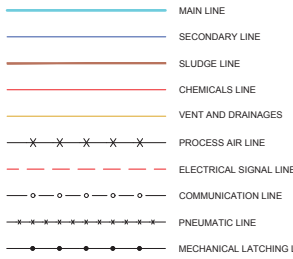 MAIN LINE
SECONDARY LINE
SLUDGE LINE
CHEMICALS LINE
VENT AND DRAINAGES
PROCESS AIR LINE
ELECTRICAL SIGNAL LINE
COMMUNICATION LINE
PNEUMATIC LINE
MECHANICAL LATCHING